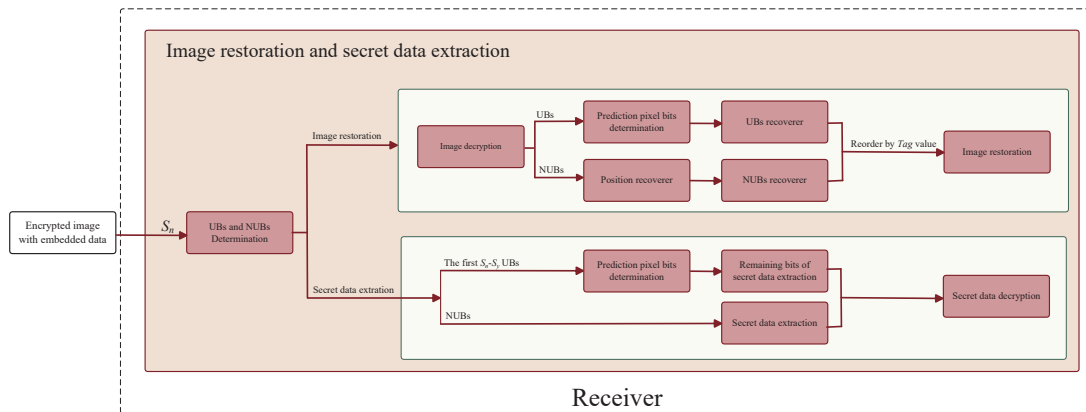 Image restoration and secret data extraction
Encrypted image
with embedded data
Sn
UBs and NUBs
Determination
Image restoration
Image decryption
UBs
Prediction pixel bits
determination
UBs recoverer
NUBs
Position recoverer
NUBs recoverer
Reorder by Tag value
Image restoration
Secret data extration
The first Sn-Sy UBs
Prediction pixel bits
determination
Remaining bits of
secret data extraction
NUBs
Secret data extraction
Secret data decryption
Receiver